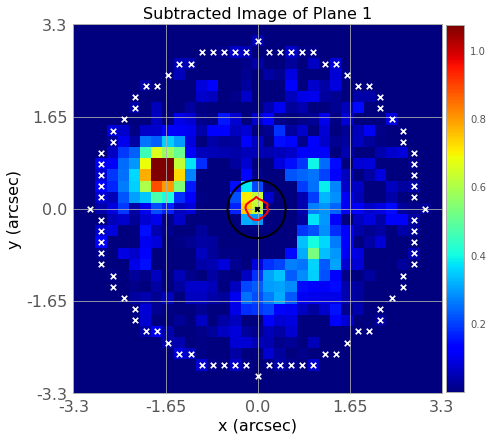 Subtracted Image of Plane 1
3.3
1.65
0.0
-1.65
-3.3
y (arcsec)
-3.3 -1.65 0.0 1.65 3.3
x (arcsec)
1.0
0.8
0.6
0.4
0.2